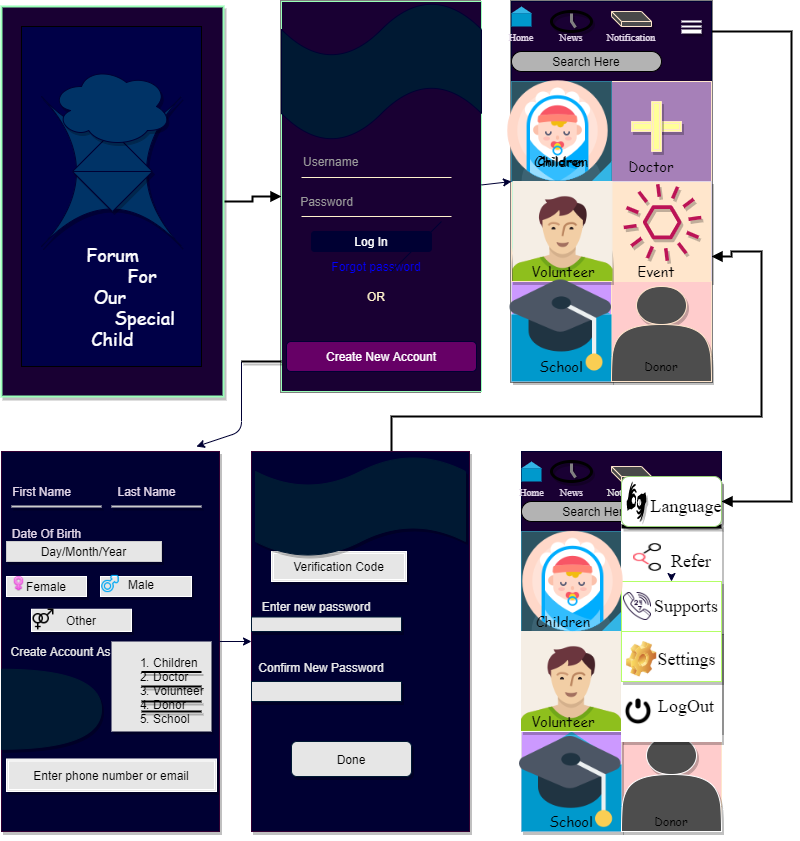 Forum
For
Our
Special
Child
Username
Password
Log In
Forgot password
OR
Create New Account
Home News Notification
Search Here
Children
Doctor
Volunteer
Event
School
Donor
First Name Last Name
Date Of Birth
Day/Month/Year
Female Male
Other
Create Account As
1. Children
2. Doctor
3. Volunteer
4. Donor
5. School
Enter phone number or email
Verification Code
Enter new password
Confirm New Password
Done
Home News Not
Search Her
Language
Refer
Supports
24/7
Settings
LogOut
Children
Volunteer
School
Donor